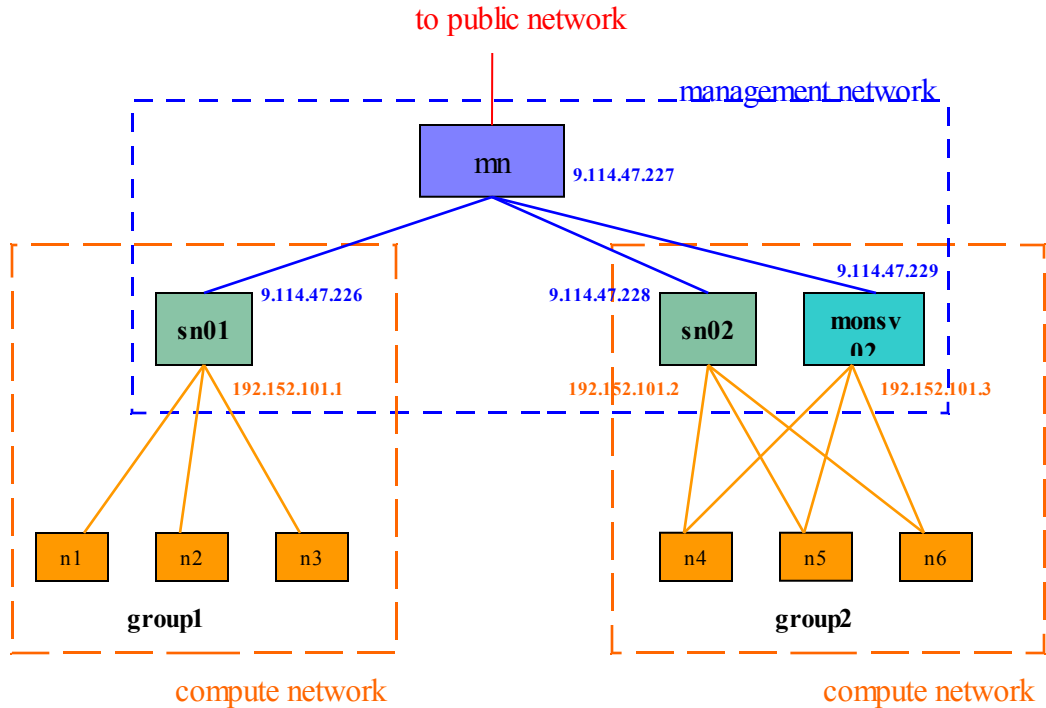 to public network
management network
mn
9.114.47.227
9.114.47.229
9.114.47.226
9.114.47.228
sn01
sn02
monsv
02
192.152.101.1
192.152.101.2
192.152.101.3
n1
n2
n3
n4
n5
n6
group1
group2
compute network
compute network